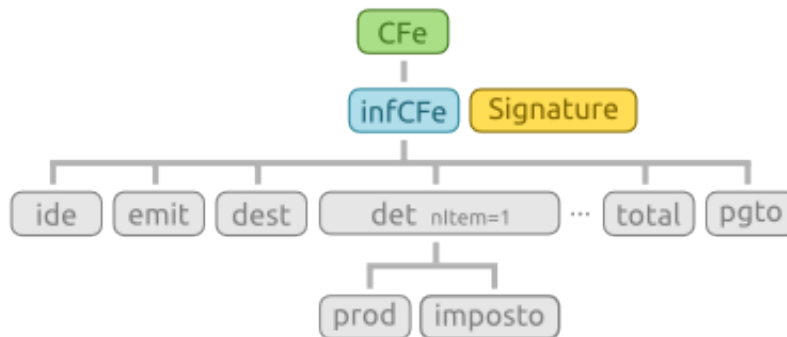 CFe
infCFe Signature
ide emit dest det nItem=1 ... total pgto
prod imposto